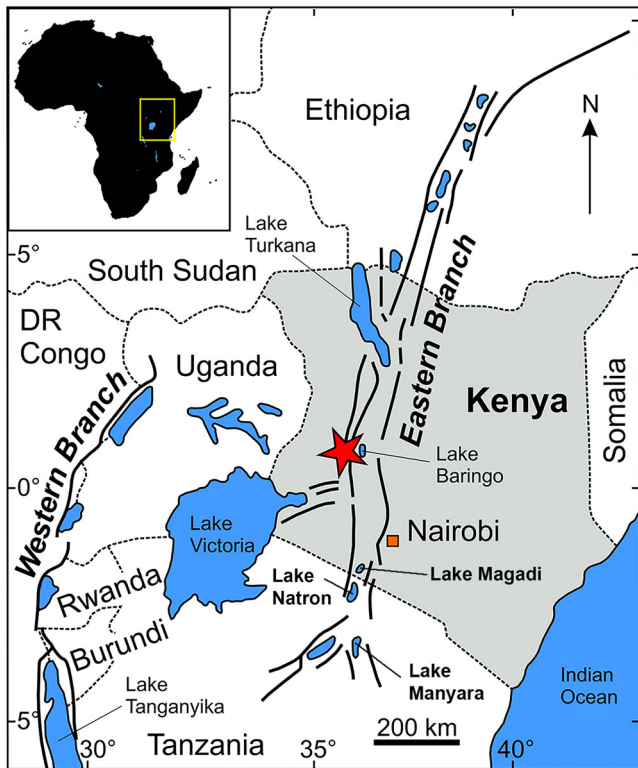 Ethiopia
N
Lake
Turkana
5°
South Sudan
DR
Congo
Uganda
Western Branch
Eastern Branch
Kenya
Somalia
Lake
Baringo
0°
Lake
Victoria
Nairobi
Lake Magadi
Lake
Natron
Rwanda
Burundi
Lake
Manyara
Indian
Ocean
Lake
Tanganyika
200 km
5°
30°
Tanzania
35°
40°